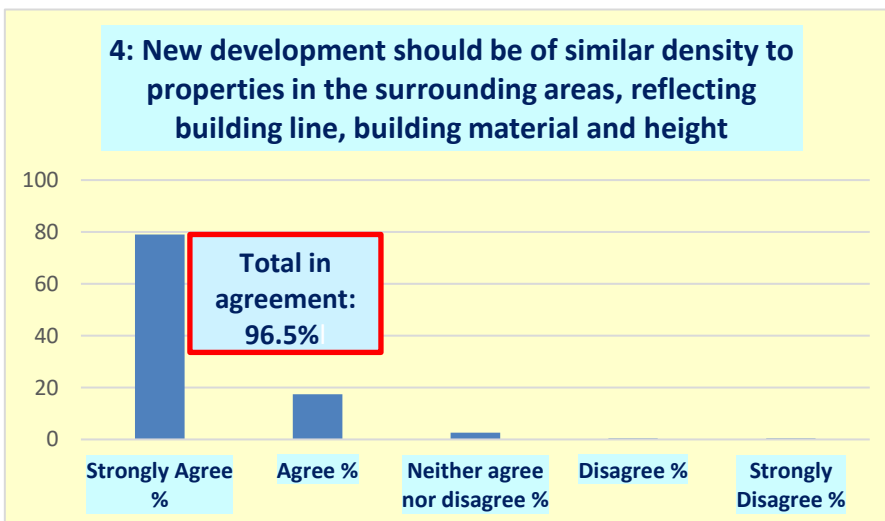 4: New development should be of similar density to
properties in the surrounding areas, reflecting
building line, building material and height
100
80
60
40
20
0
Total in
agreement:
96.5%
Strongly Agree
%
Agree %
Neither agree
nor disagree %
Disagree %
Strongly
Disagree %